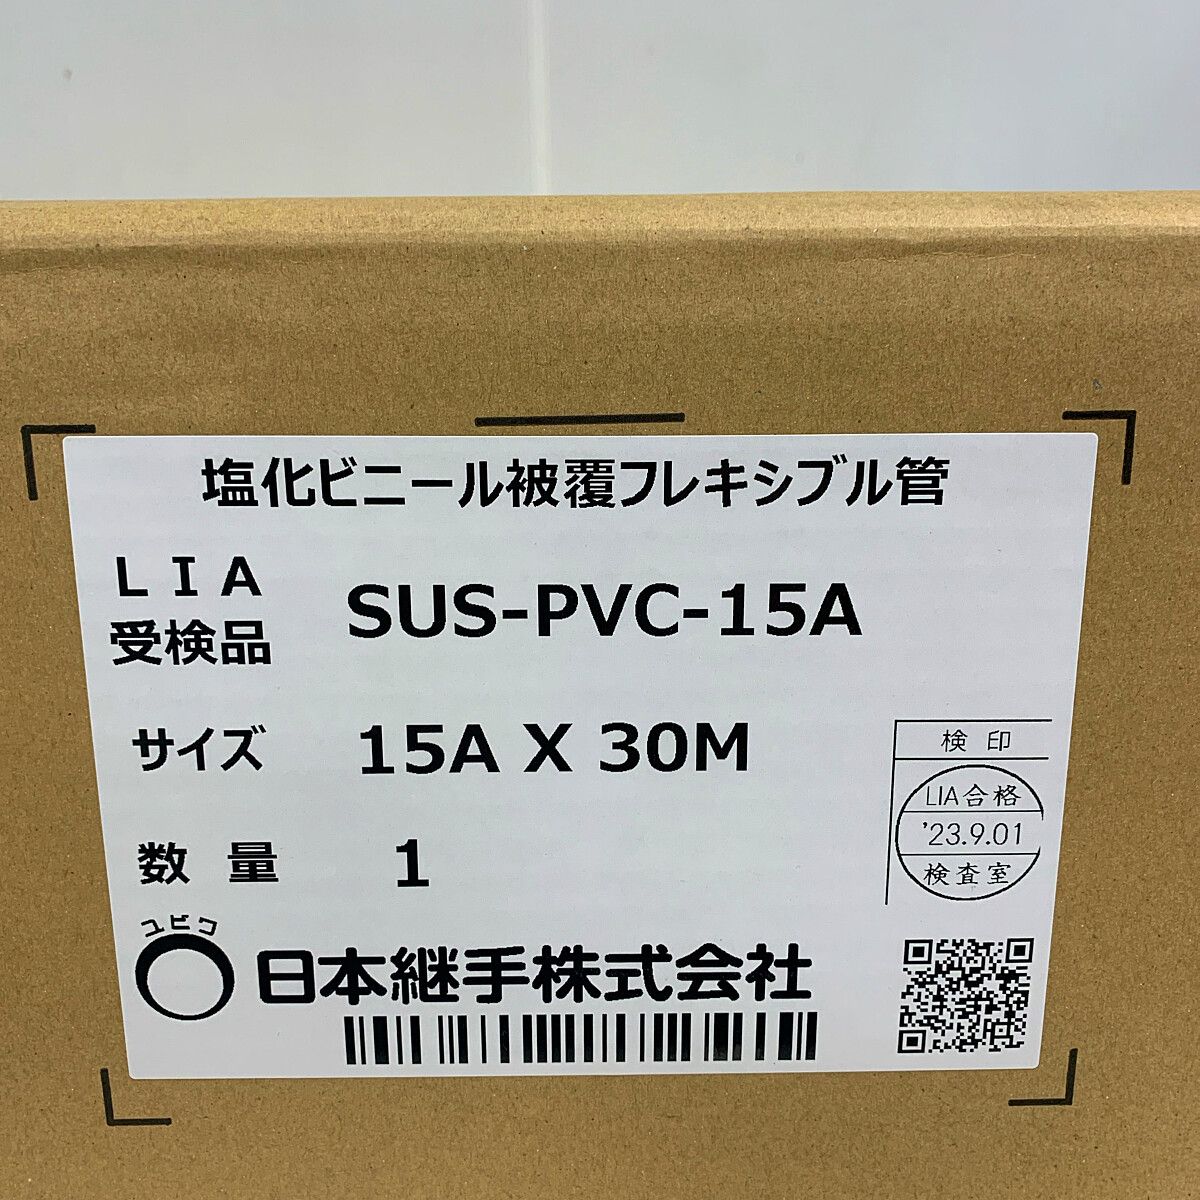 塩化ビニール被覆フレキシブル管
LIA
受検品
SUS-PVC-15A
サイズ 15A X 30M
検印
LIA合格
'23.9.01
検査室
数量 1
ユビワ
日本継手株式会社